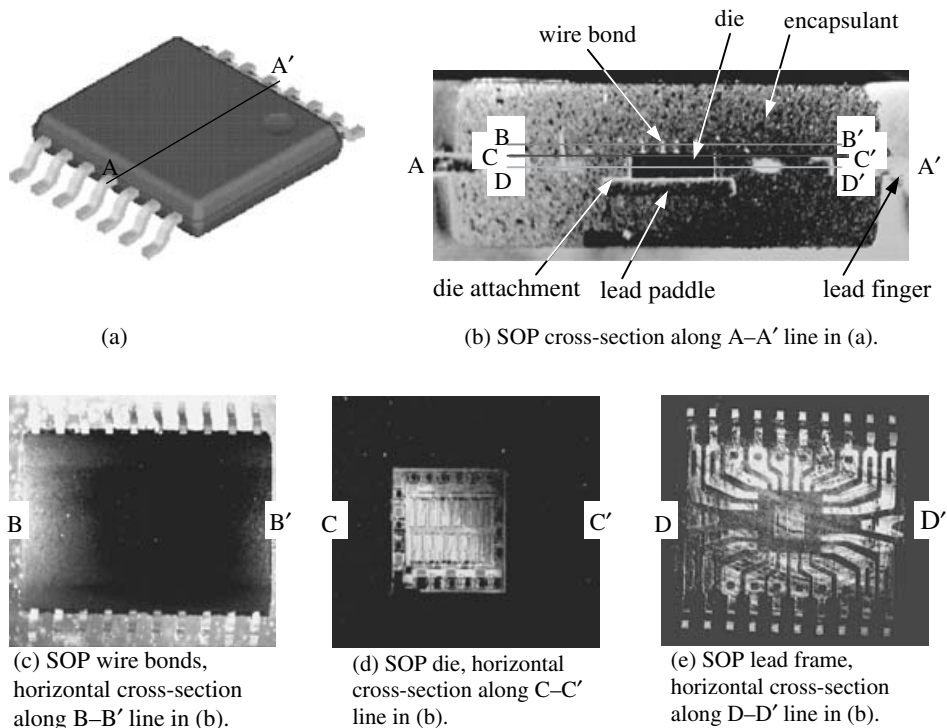 A′
A
(a)
wire bond
die
encapsulant
A
B
C
D
B′
C′
D′
A′
die attachment
lead paddle
lead finger
(b) SOP cross-section along A–A′ line in (a).
B
B′
(c) SOP wire bonds,
horizontal cross-section
along B–B′ line in (b).
C
C′
(d) SOP die, horizontal
cross-section along C–C′
line in (b).
D
D′
(e) SOP lead frame,
horizontal cross-section
along D–D′ line in (b).